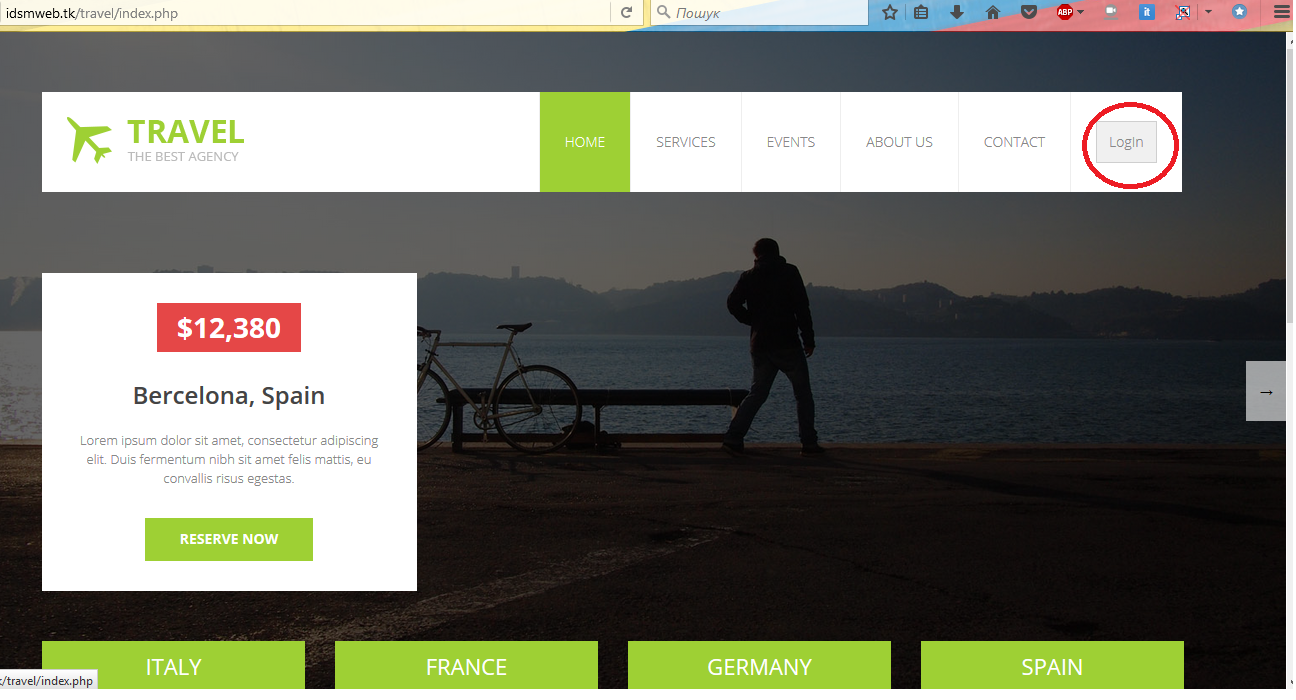 idsmweb.tk/travel/index.php
Пошук
ABP
it
TRAVEL
THE BEST AGENCY
HOME
SERVICES
EVENTS
ABOUT US
CONTACT
Login
$12,380
Bercelona, Spain
Lorem ipsum dolor sit amet, consectetur adipiscing
elit. Duis fermentum nibh sit amet felis mattis, eu
convallis risus egestas.
RESERVE NOW
→
ITALY
FRANCE
GERMANY
SPAIN
k/travel/index.php